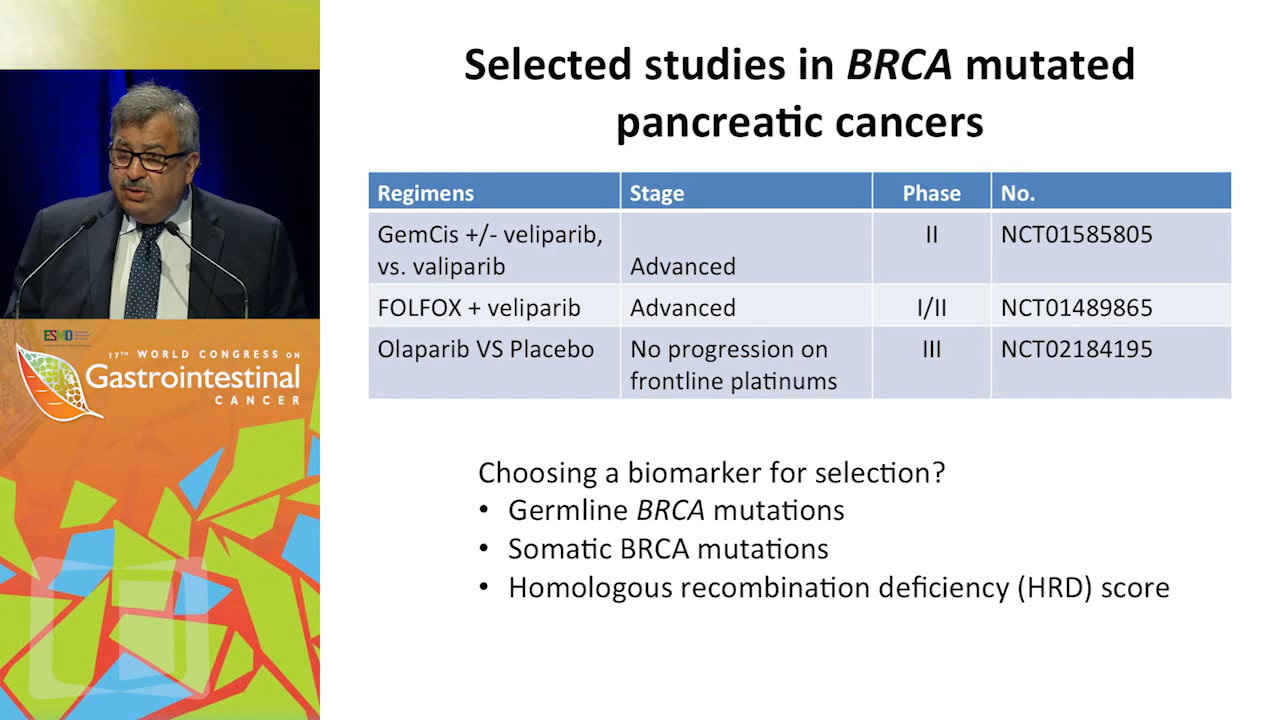 Selected studies in BRCA mutated
pancreatic cancers
Regimens Stage Phase No.
GemCis +/- veliparib,
vs. valiparib
Advanced
II
NCT01585805
FOLFOX + veliparib
Advanced
I/II
NCT01489865
Olaparib VS Placebo
No progression on
frontline platinums
III
NCT02184195
Choosing a biomarker for selection?
• Germline BRCA mutations
• Somatic BRCA mutations
• Homologous recombination deficiency (HRD) score
ESMO
17TH WORLD CONGRESS ON
Gastrointestinal
CANCER